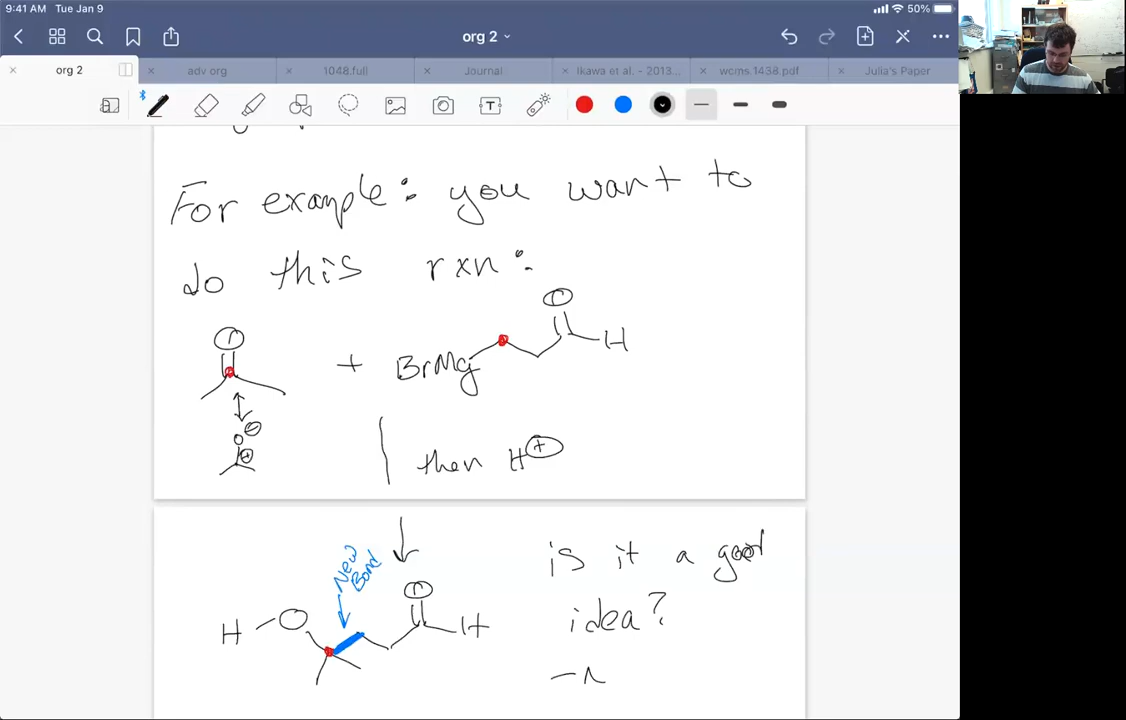 9:41 AM Tue Jan 9
50%
org 2
org 2
adv org
1048.full
Journal
Ikawa et al. - 2013...
wcms.1438.pdf
Julia's Paper
For example: you want to
do this rxn:
O
+ BrMg
O
H
O ⊖
⊕
then H⊕
New
Bond
H O
O
H
is it a good
idea?
- N